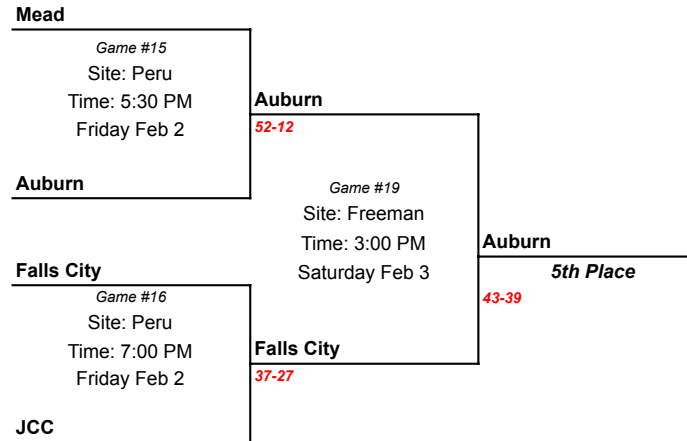 Mead
Game #15
Site: Peru
Time: 5:30 PM
Friday Feb 2
Auburn
52-12
Auburn
Game #19
Site: Freeman
Time: 3:00 PM
Saturday Feb 3
Auburn
5th Place
43-39
Falls City
Game #16
Site: Peru
Time: 7:00 PM
Friday Feb 2
Falls City
37-27
JCC